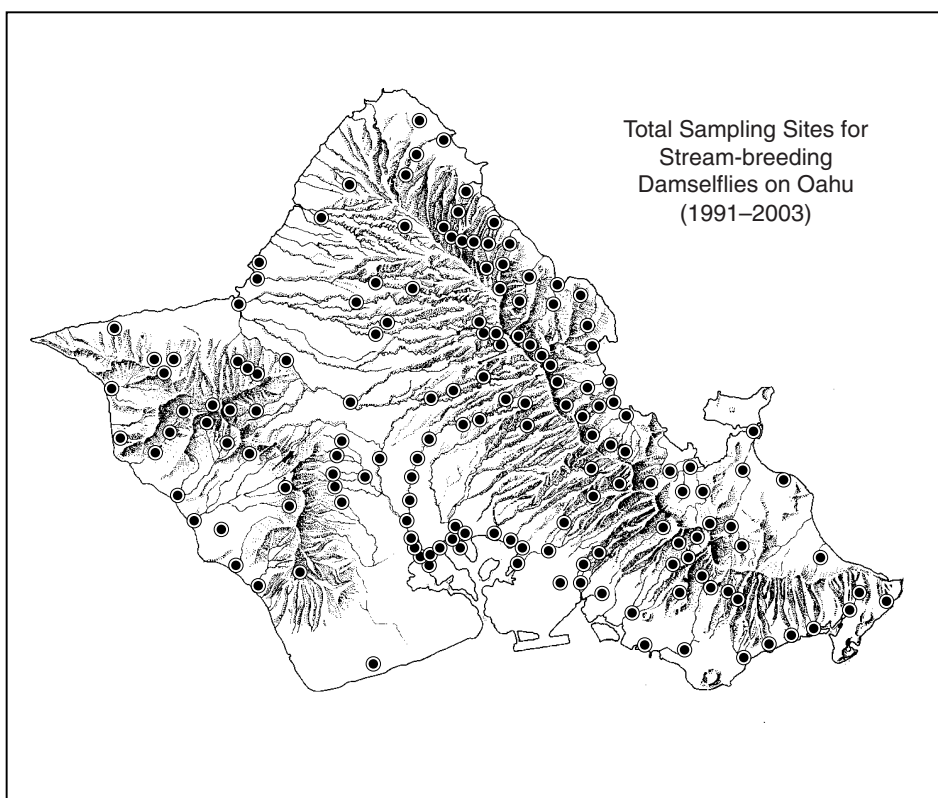 Total Sampling Sites for
Stream-breeding
Damselflies on Oahu
(1991–2003)